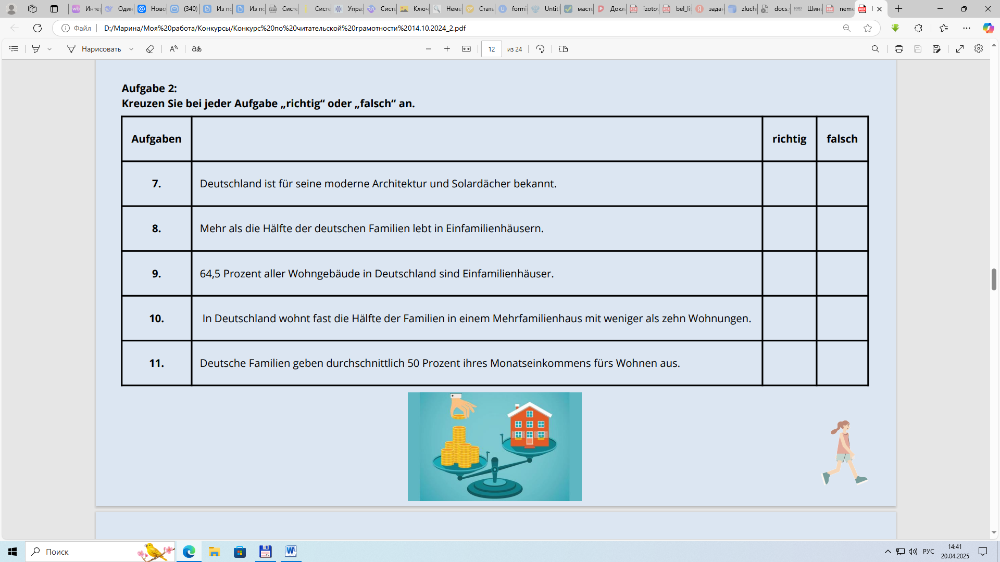 Инте
Один
Ново
(340)
Из по
Из по
Систе
Систе
Упра
Систе
Ключ
Неме
Стат
formi
Untitl
масте
Докл
izoto
bel_li
задан
zluch
docs.
Шин
neme
Файл
D:/Марина/Моя%20работа/Конкурсы/Конкурс%20по%20читательской%20грамотности%2014.10.2024_2.pdf
Нарисовать
12 из 24
Aufgabe 2:
Kreuzen Sie bei jeder Aufgabe „richtig“ oder „falsch“ an.
Aufgaben richtig falsch
7. Deutschland ist für seine moderne Architektur und Solardächer bekannt.
8. Mehr als die Hälfte der deutschen Familien lebt in Einfamilienhäusern.
9. 64,5 Prozent aller Wohngebäude in Deutschland sind Einfamilienhäuser.
10. In Deutschland wohnt fast die Hälfte der Familien in einem Mehrfamilienhaus mit weniger als zehn Wohnungen.
11. Deutsche Familien geben durchschnittlich 50 Prozent ihres Monatseinkommens fürs Wohnen aus.
Поиск
РУС
14:41
20.04.2025